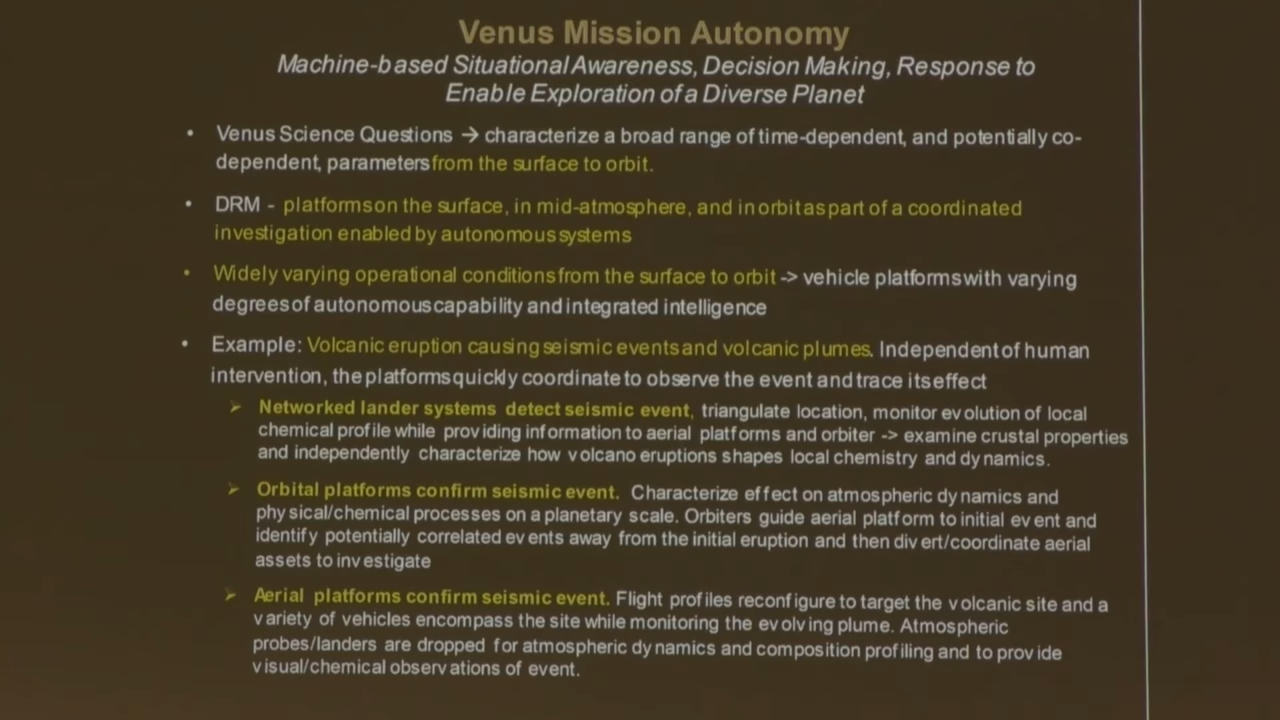 Venus Mission Autonomy
Machine-based Situational Awareness, Decision Making, Response to
Enable Exploration of a Diverse Planet
• Venus Science Questions → characterize a broad range of time-dependent, and potentially co-
dependent, parameters from the surface to orbit.
• DRM - platforms on the surface, in mid-atmosphere, and in orbit as part of a coordinated
investigation enabled by autonomous systems
• Widely varying operational conditions from the surface to orbit -> vehicle platforms with varying
degrees of autonomous capability and integrated intelligence
• Example: Volcanic eruption causing seismic events and volcanic plumes. Independent of human
intervention, the platforms quickly coordinate to observe the event and trace its effect
➢ Networked lander systems detect seismic event, triangulate location, monitor evolution of local
chemical profile while providing information to aerial platforms and orbiter -> examine crustal properties
and independently characterize how volcano eruptions shapes local chemistry and dynamics.
➢ Orbital platforms confirm seismic event. Characterize effect on atmospheric dynamics and
physical/chemical processes on a planetary scale. Orbiters guide aerial platform to initial event and
identify potentially correlated events away from the initial eruption and then divert/coordinate aerial
assets to investigate
➢ Aerial platforms confirm seismic event. Flight profiles reconfigure to target the volcanic site and a
variety of vehicles encompass the site while monitoring the evolving plume. Atmospheric
probes/landers are dropped for atmospheric dynamics and composition profiling and to provide
visual/chemical observations of event.